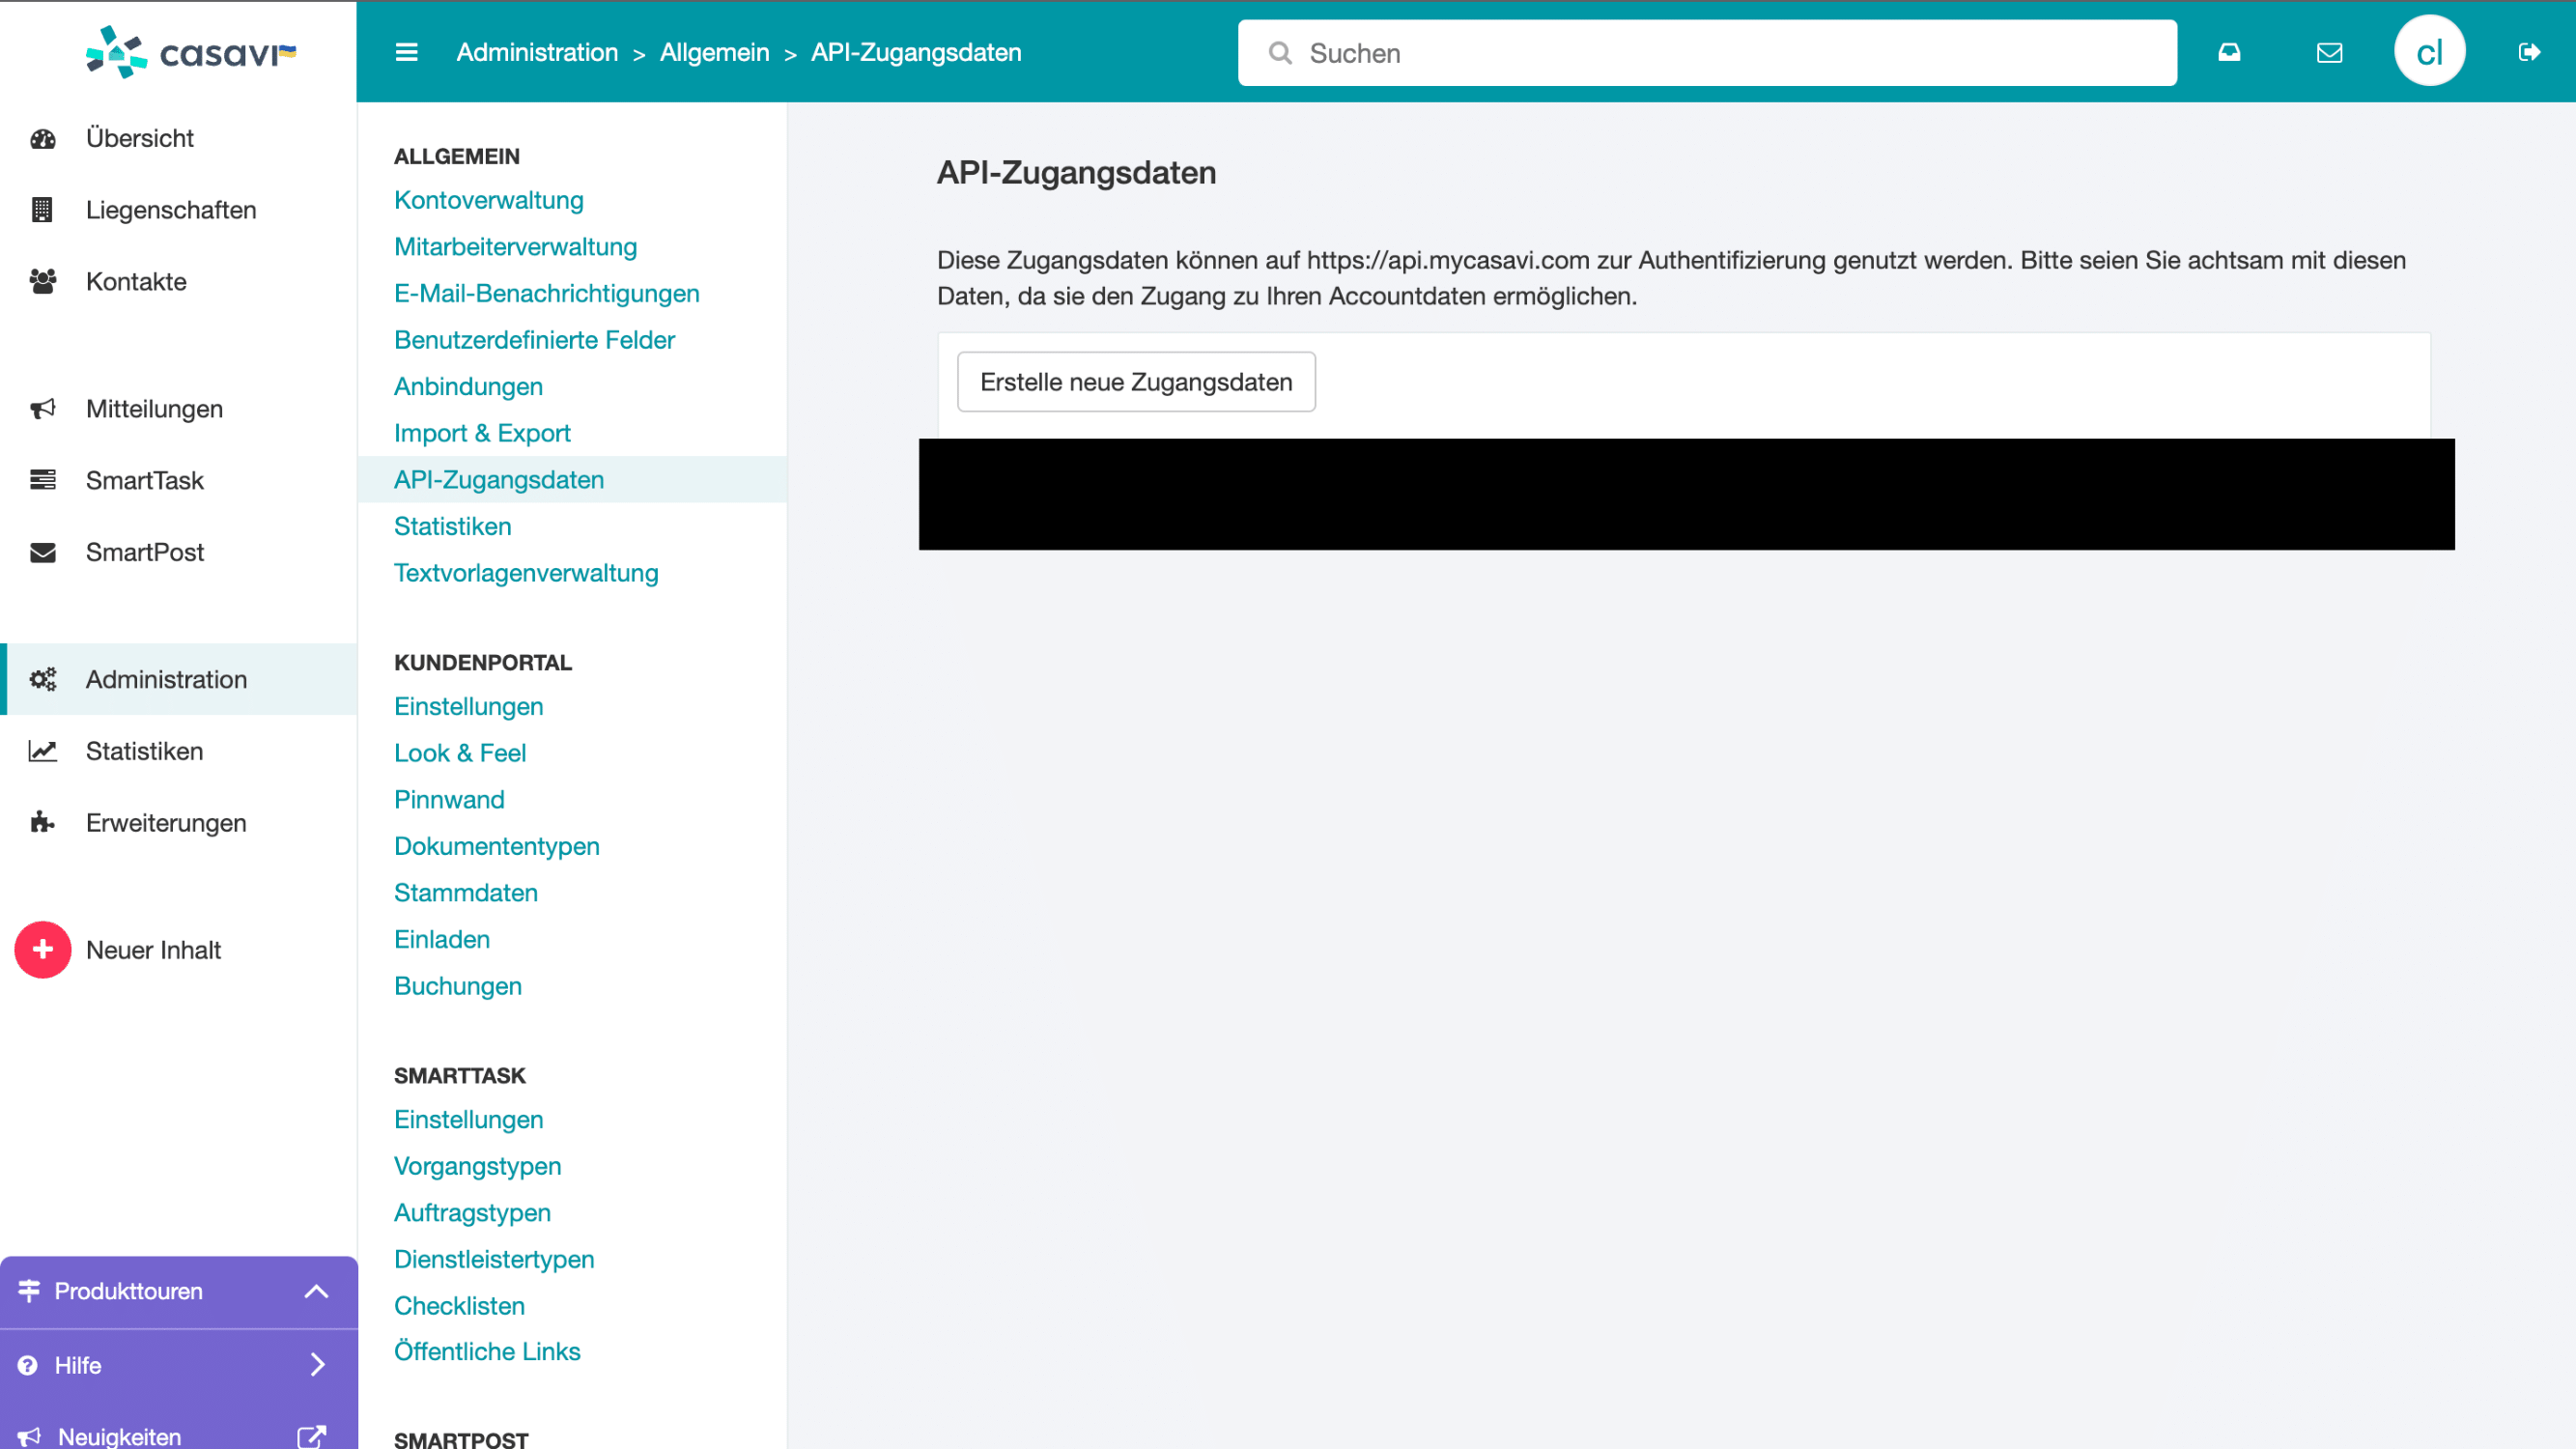 casavi
Administration > Allgemein > API-Zugangsdaten
Suchen
cl
Übersicht
Liegenschaften
Kontakte
Mitteilungen
SmartTask
SmartPost
Administration
Statistiken
Erweiterungen
Neuer Inhalt
Produkttouren
Hilfe
Neuigkeiten
ALLGEMEIN
Kontoverwaltung
Mitarbeiterverwaltung
E-Mail-Benachrichtigungen
Benutzerdefinierte Felder
Anbindungen
Import & Export
API-Zugangsdaten
Statistiken
Textvorlagenverwaltung
KUNDENPORTAL
Einstellungen
Look & Feel
Pinnwand
Dokumententypen
Stammdaten
Einladen
Buchungen
SMARTTASK
Einstellungen
Vorgangstypen
Auftragstypen
Dienstleistertypen
Checklisten
Öffentliche Links
SMARTPOST
API-Zugangsdaten
Diese Zugangsdaten können auf https://api.mycasavi.com zur Authentifizierung genutzt werden. Bitte seien Sie achtsam mit diesen
Daten, da sie den Zugang zu Ihren Accountdaten ermöglichen.
Erstelle neue Zugangsdaten